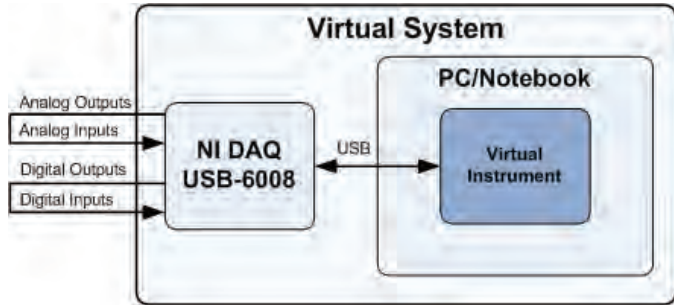 Virtual System
PC/Notebook
Analog Outputs
Analog Inputs
Digital Outputs
Digital Inputs
NI DAQ
USB-6008
USB
Virtual
Instrument